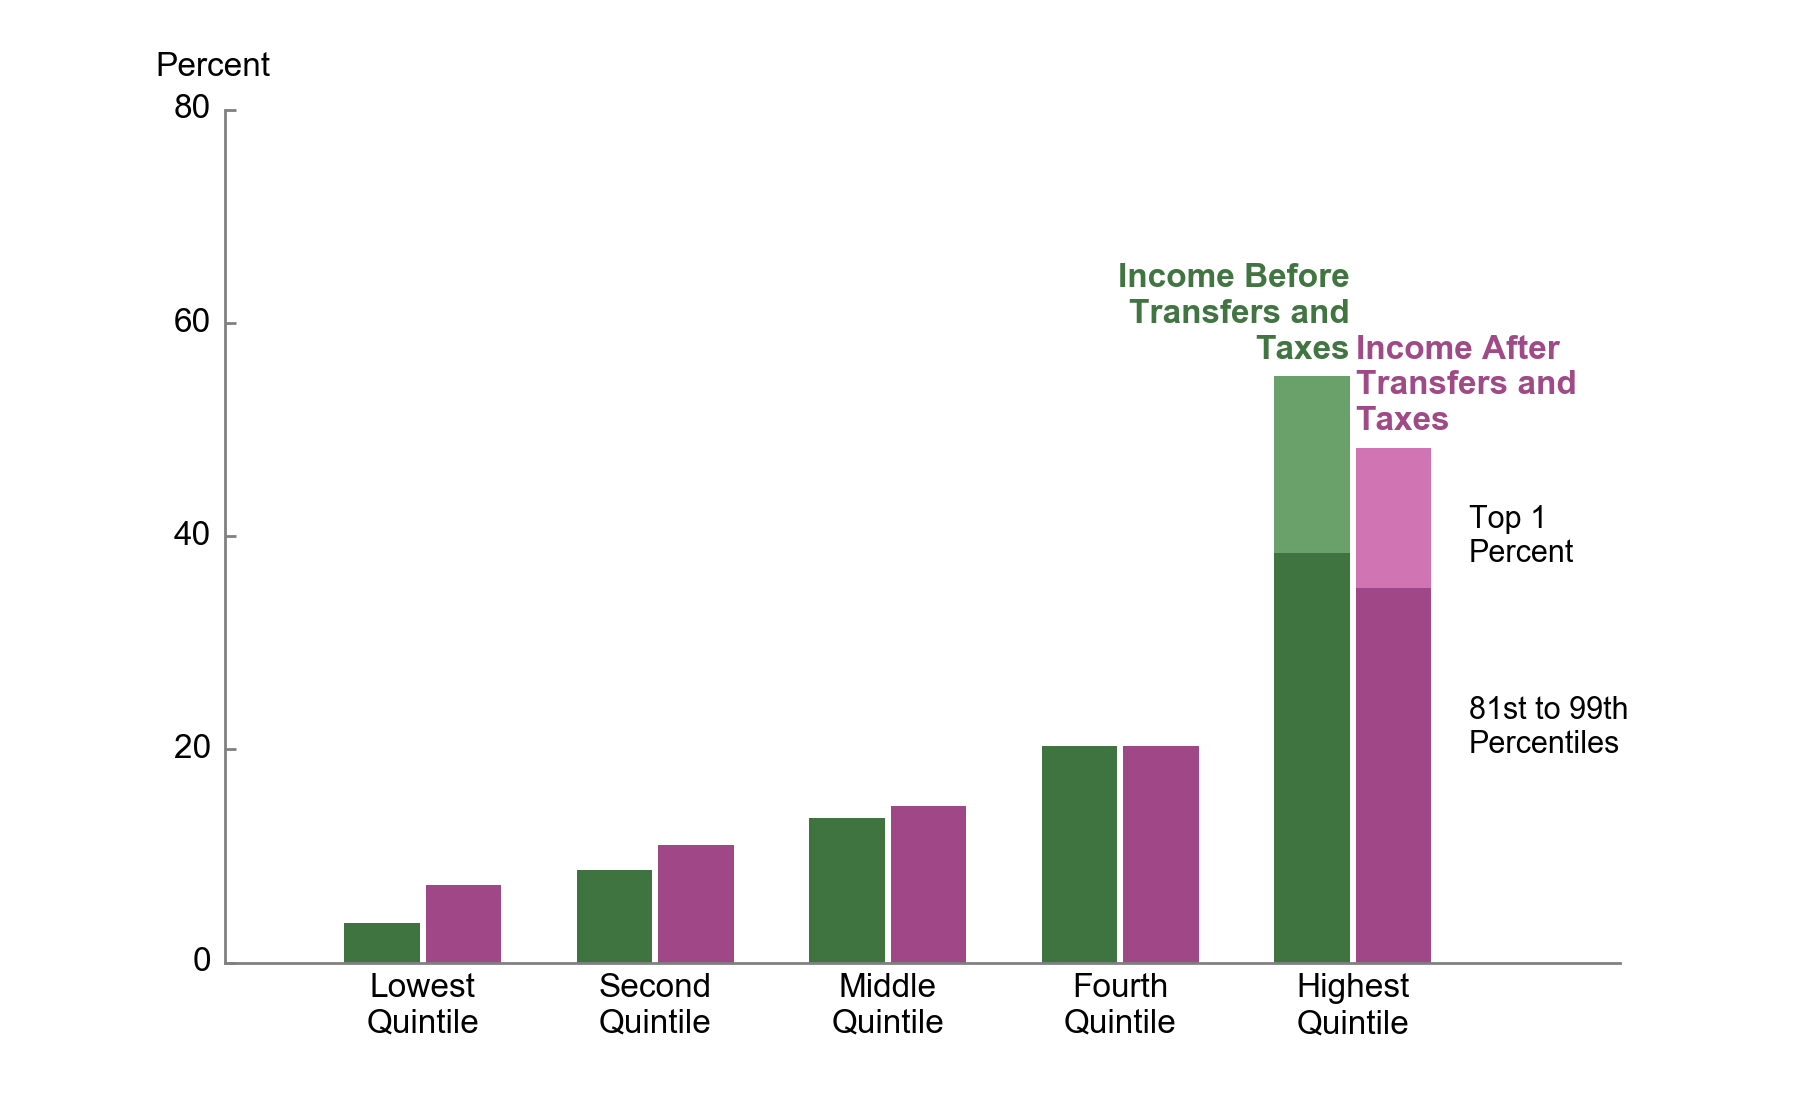 Percent
80
60
40
20
0
Income Before
Transfers and
Taxes
Income After
Transfers and
Taxes
Top 1
Percent
81st to 99th
Percentiles
Lowest
Quintile
Second
Quintile
Middle
Quintile
Fourth
Quintile
Highest
Quintile